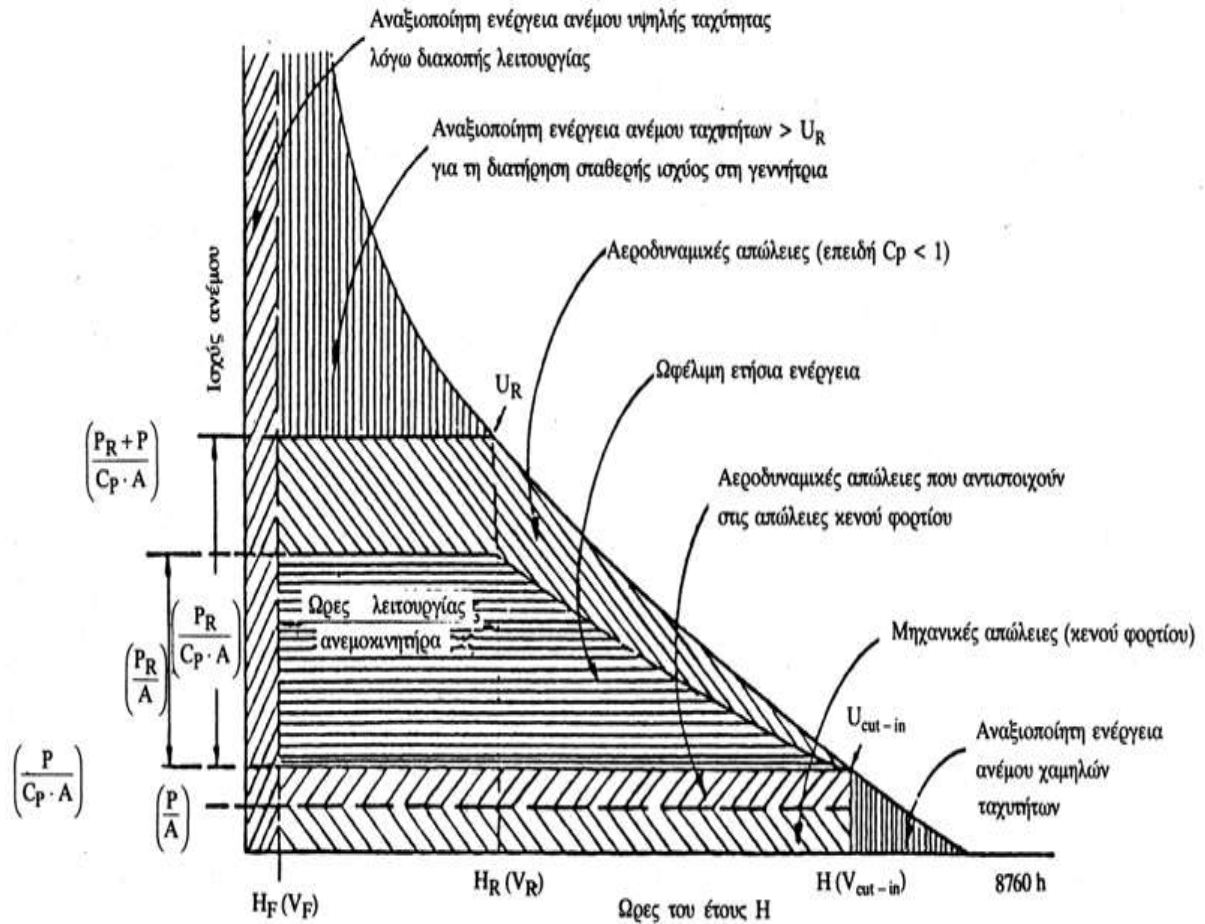 Αναξιοποίητη ενέργεια ανέμου υψηλής ταχύτητας
λόγω διακοπής λειτουργίας
Αναξιοποίητη ενέργεια ανέμου ταχυτήτων > U_R
για τη διατήρηση σταθερής ισχύος στη γεννήτρια
Αεροδυναμικές απώλειες (επειδή Cp < 1)
Ισχύς ανέμου
Ωφέλιμη ετήσια ενέργεια
U_R
(P_R + P / C_P · A)
Αεροδυναμικές απώλειες που αντιστοιχούν
στις απώλειες κενού φορτίου
Ωρες λειτουργίας
ανεμοκινητήρα
(P_R / A)
(P_R / C_P · A)
Μηχανικές απώλειες (κενού φορτίου)
U_cut-in
Αναξιοποίητη ενέργεια
ανέμου χαμηλών
ταχυτήτων
(P / C_P · A)
(P / A)
H_F (V_F)
H_R (V_R)
H (V_cut-in)
8760 h
Ωρες του έτους H